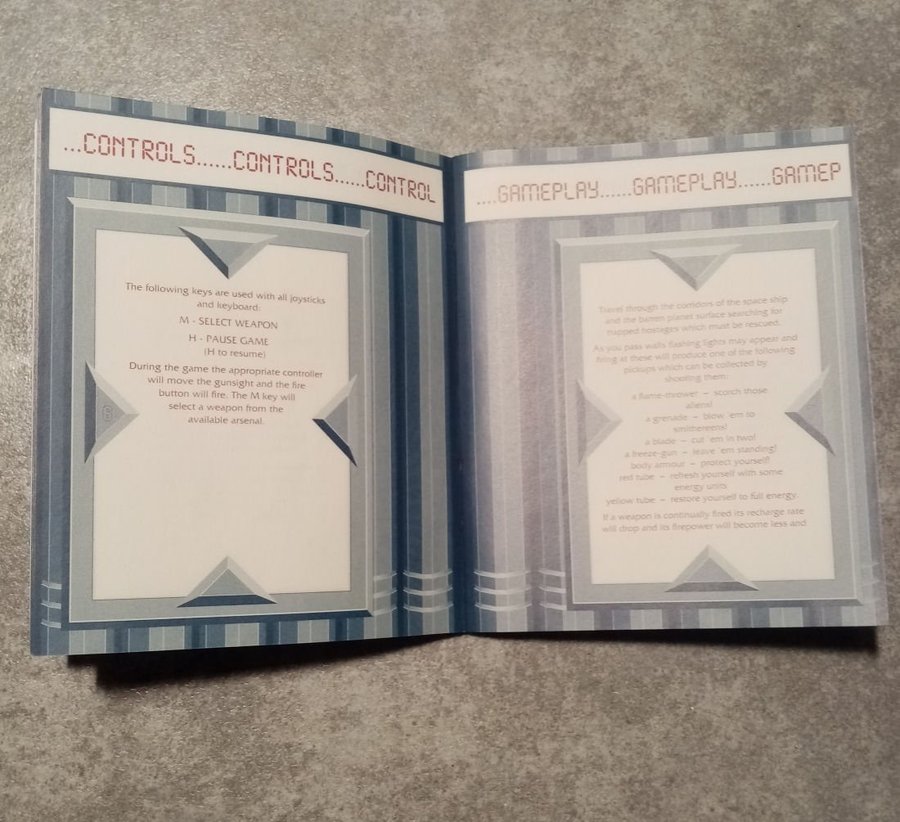 ...CONTROLS......CONTROLS......CONTROL
The following keys are used with all joysticks
and keyboard:
M - SELECT WEAPON
H - PAUSE GAME
(H to resume)
During the game the appropriate controller
will move the gunsight and the fire
button will fire. The M key will
select a weapon from the
available arsenal.
6
....GAMEPLAY......GAMEPLAY......GAMEP
Travel through the corridors of the space ship
and the barren planet surface searching for
napped hostages which must be rescued.
As you pass walls flashing lights may appear and
firing at these will produce one of the following
pickups which can be collected by
shooting them:
a flame-thrower – scorch those
aliens!
a grenade – blow 'em to
smithereens!
a blade – cut 'em in two!
a freeze-gun – leave 'em standing!
body armour – protect yourself!
red tube – refresh yourself with some
energy units
yellow tube – restore yourself to full energy
If a weapon is continually fired its recharge rate
will drop and its firepower will become less and